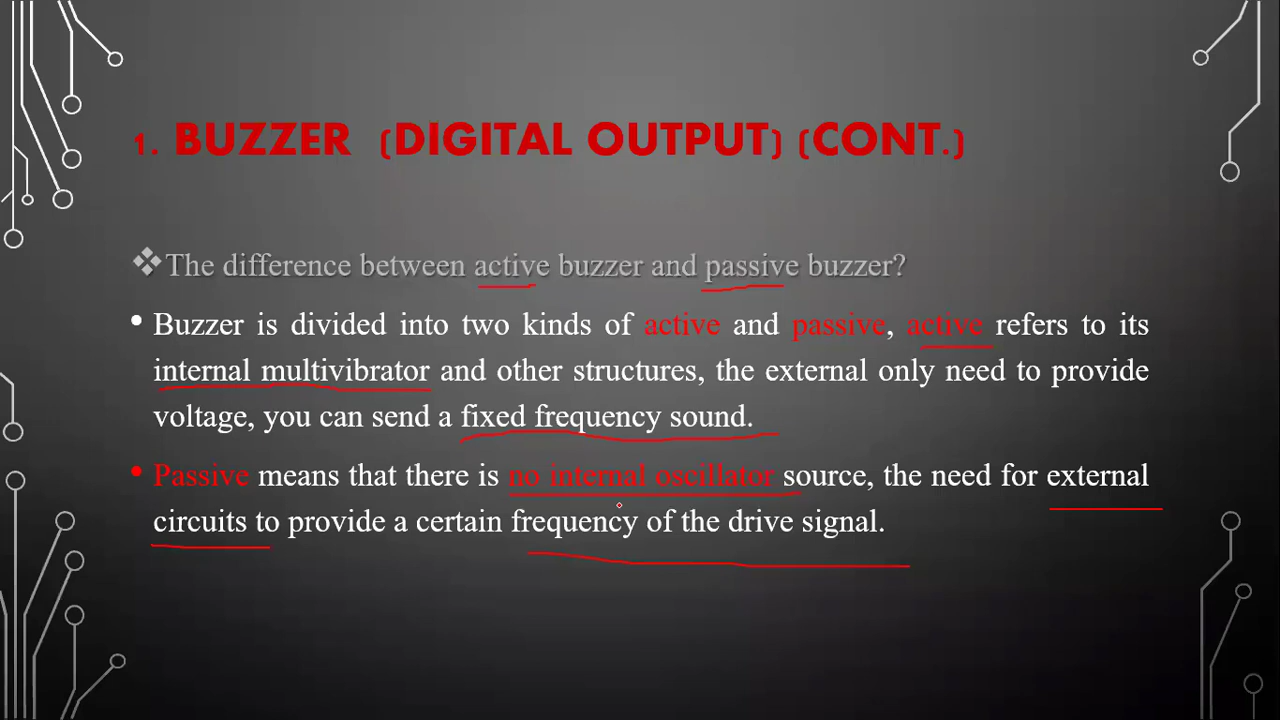 1. BUZZER (DIGITAL OUTPUT) (CONT.)
❖The difference between active buzzer and passive buzzer?
• Buzzer is divided into two kinds of active and passive, active refers to its
internal multivibrator and other structures, the external only need to provide
voltage, you can send a fixed frequency sound.
• Passive means that there is no internal oscillator source, the need for external
circuits to provide a certain frequency of the drive signal.